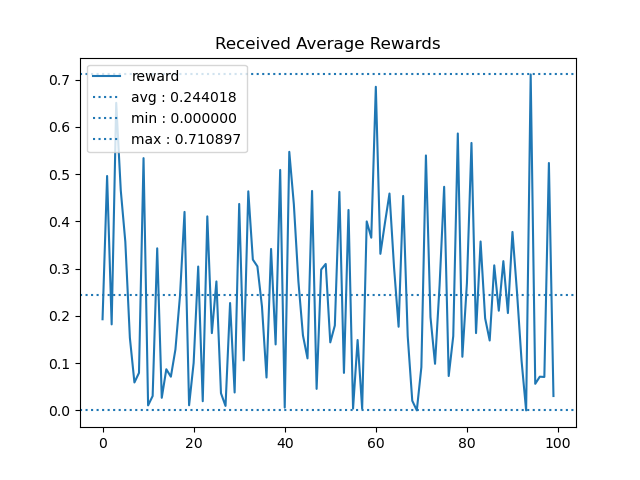 Received Average Rewards
reward
avg : 0.244018
min : 0.000000
max : 0.710897
0.7
0.6
0.5
0.4
0.3
0.2
0.1
0.0
0 20 40 60 80 100